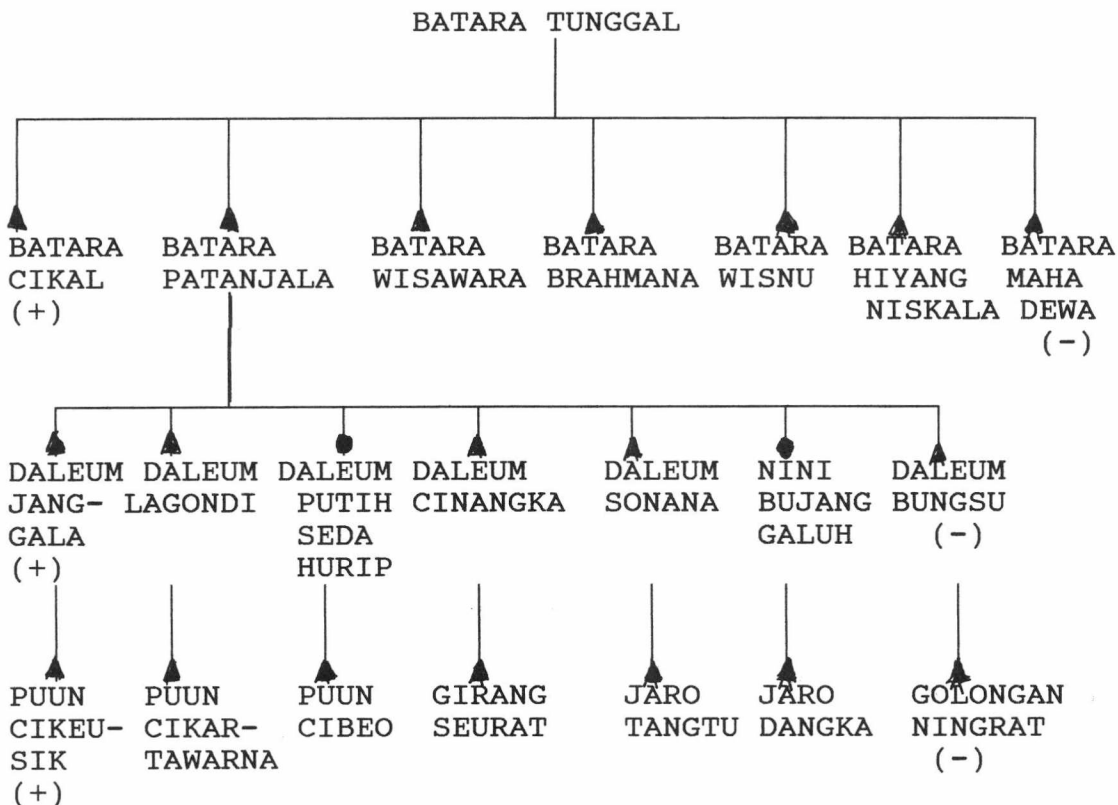 BATARA TUNGGAL
BATARA BATARA BATARA BATARA BATARA BATARA BATARA
CIKAL PATANJALA WISAWARA BRAHMANA WISNU HIYANG MAHA
(+) NISKALA DEWA
(-)
DALEUM DALEUM DALEUM DALEUM DALEUM NINI DALEUM
JANG- LAGONDI PUTIH CINANGKA SONANA BUJANG BUNGSU
GALA SEDA GALUH (-)
(+) HURIP
PUUN PUUN PUUN GIRANG JARO JARO GOLONGAN
CIKEU- CIKAR- CIBEO SEURAT TANGTU DANGKA NINGRAT
SIK TAWARNA (-)
(+)